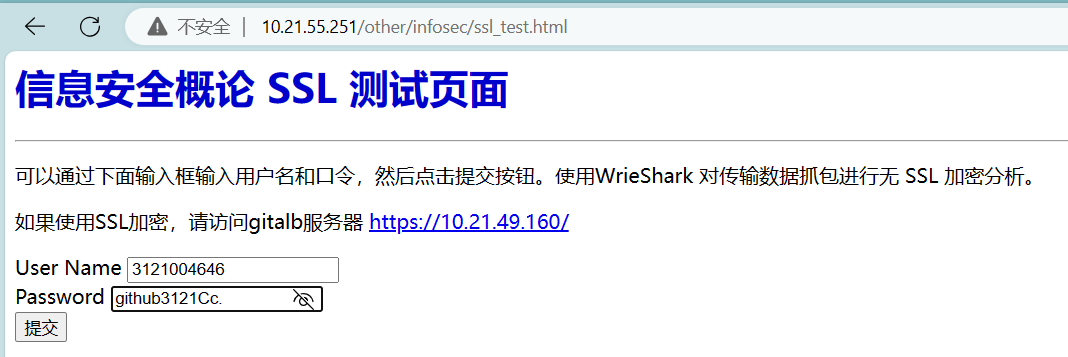 不安全 | 10.21.55.251/other/infosec/ssl_test.html
信息安全概论 SSL 测试页面
可以通过下面输入框输入用户名和口令，然后点击提交按钮。使用WrieShark 对传输数据抓包进行无 SSL 加密分析。
如果使用SSL加密，请访问gitalb服务器 https://10.21.49.160/
User Name 3121004646
Password github3121Cc.
提交